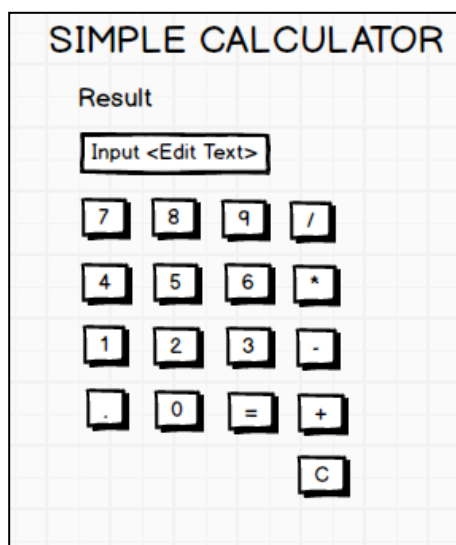 SIMPLE CALCULATOR
Result
Input <Edit Text>
7 8 9 /
4 5 6 *
1 2 3 -
. 0 = +
C